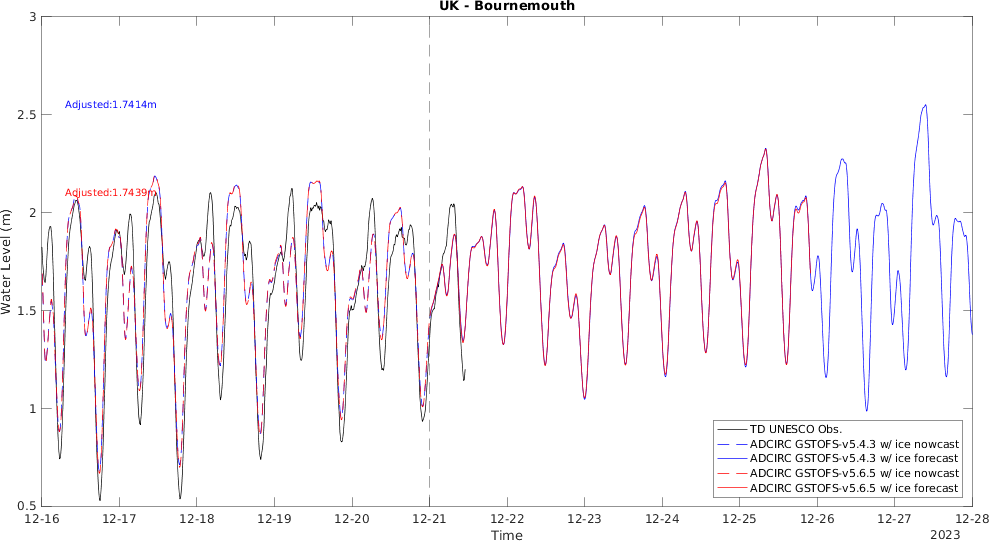 UK - Bournemouth
3
2.5
2
1.5
1
0.5
Water Level (m)
Adjusted:1.7414m
Adjusted:1.7439m
TD UNESCO Obs.
ADCIRC GSTOFS-v5.4.3 w/ ice nowcast
ADCIRC GSTOFS-v5.4.3 w/ ice forecast
ADCIRC GSTOFS-v5.6.5 w/ ice nowcast
ADCIRC GSTOFS-v5.6.5 w/ ice forecast
12-16 12-17 12-18 12-19 12-20 12-21 12-22 12-23 12-24 12-25 12-26 12-27 12-28
Time
2023